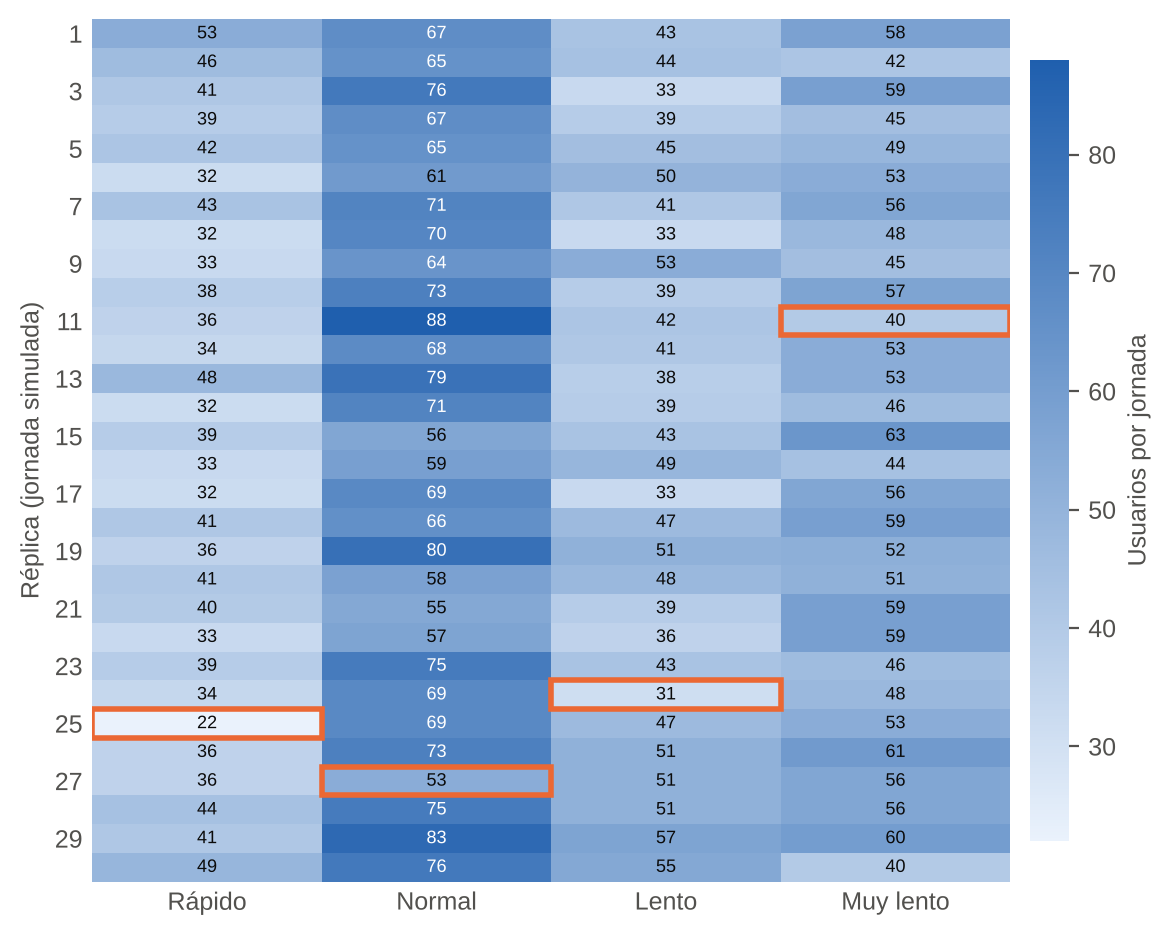 1 53 67 43 58
46 65 44 42
3 41 76 33 59
39 67 39 45
5 42 65 45 49
32 61 50 53
7 43 71 41 56
32 70 33 48
9 33 64 53 45
38 73 39 57
11 36 88 42 40
34 68 41 53
13 48 79 38 53
32 71 39 46
15 39 56 43 63
33 59 49 44
17 32 69 33 56
41 66 47 59
19 36 80 51 52
41 58 48 51
21 40 55 39 59
33 57 36 59
23 39 75 43 46
34 69 31 48
25 22 69 47 53
36 73 51 61
27 36 53 51 56
44 75 51 56
29 41 83 57 60
49 76 55 40
Rápido Normal Lento Muy lento
Réplica (jornada simulada)
80
70
60
50
40
30
Usuarios por jornada